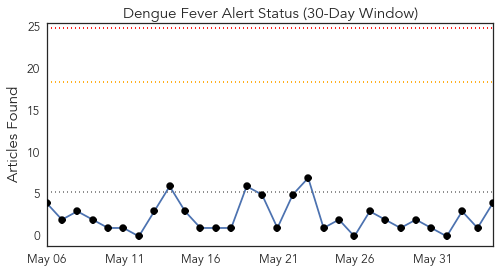 Dengue Fever Alert Status (30-Day Window)
Articles Found
25
20
15
10
5
0
May 06 May 11 May 16 May 21 May 26 May 31